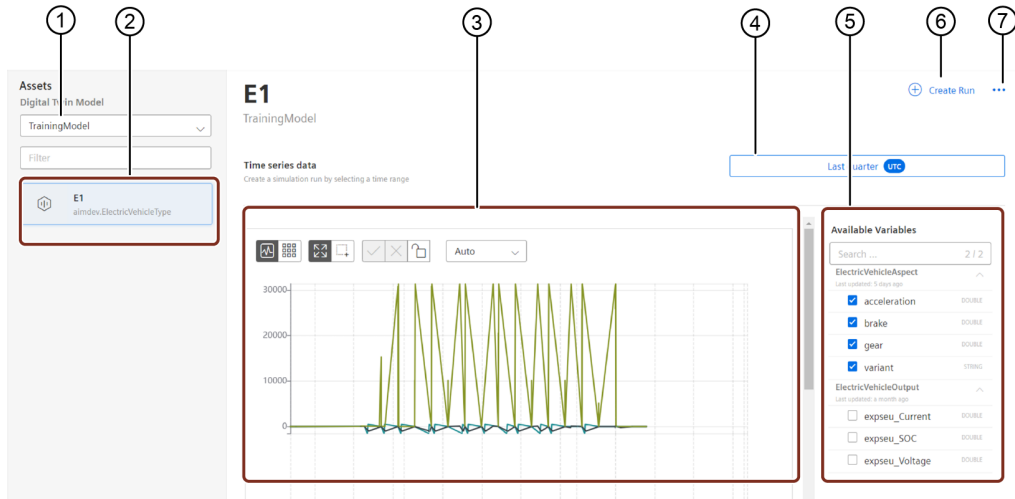 1 2 3 4 5 6 7
Assets
Digital Twin Model
TrainingModel
Filter
E1
aimdev.ElectricVehicleType
E1
TrainingModel
Create Run
Time series data
Create a simulation run by selecting a time range
Last quarter UTC
Auto
30000
20000
10000
0
Available Variables
Search ... 2 / 2
ElectricVehicleAspect
Last updated: 5 days ago
acceleration DOUBLE
brake DOUBLE
gear DOUBLE
variant STRING
ElectricVehicleOutput
Last updated: a month ago
expseu_Current DOUBLE
expseu_SOC DOUBLE
expseu_Voltage DOUBLE